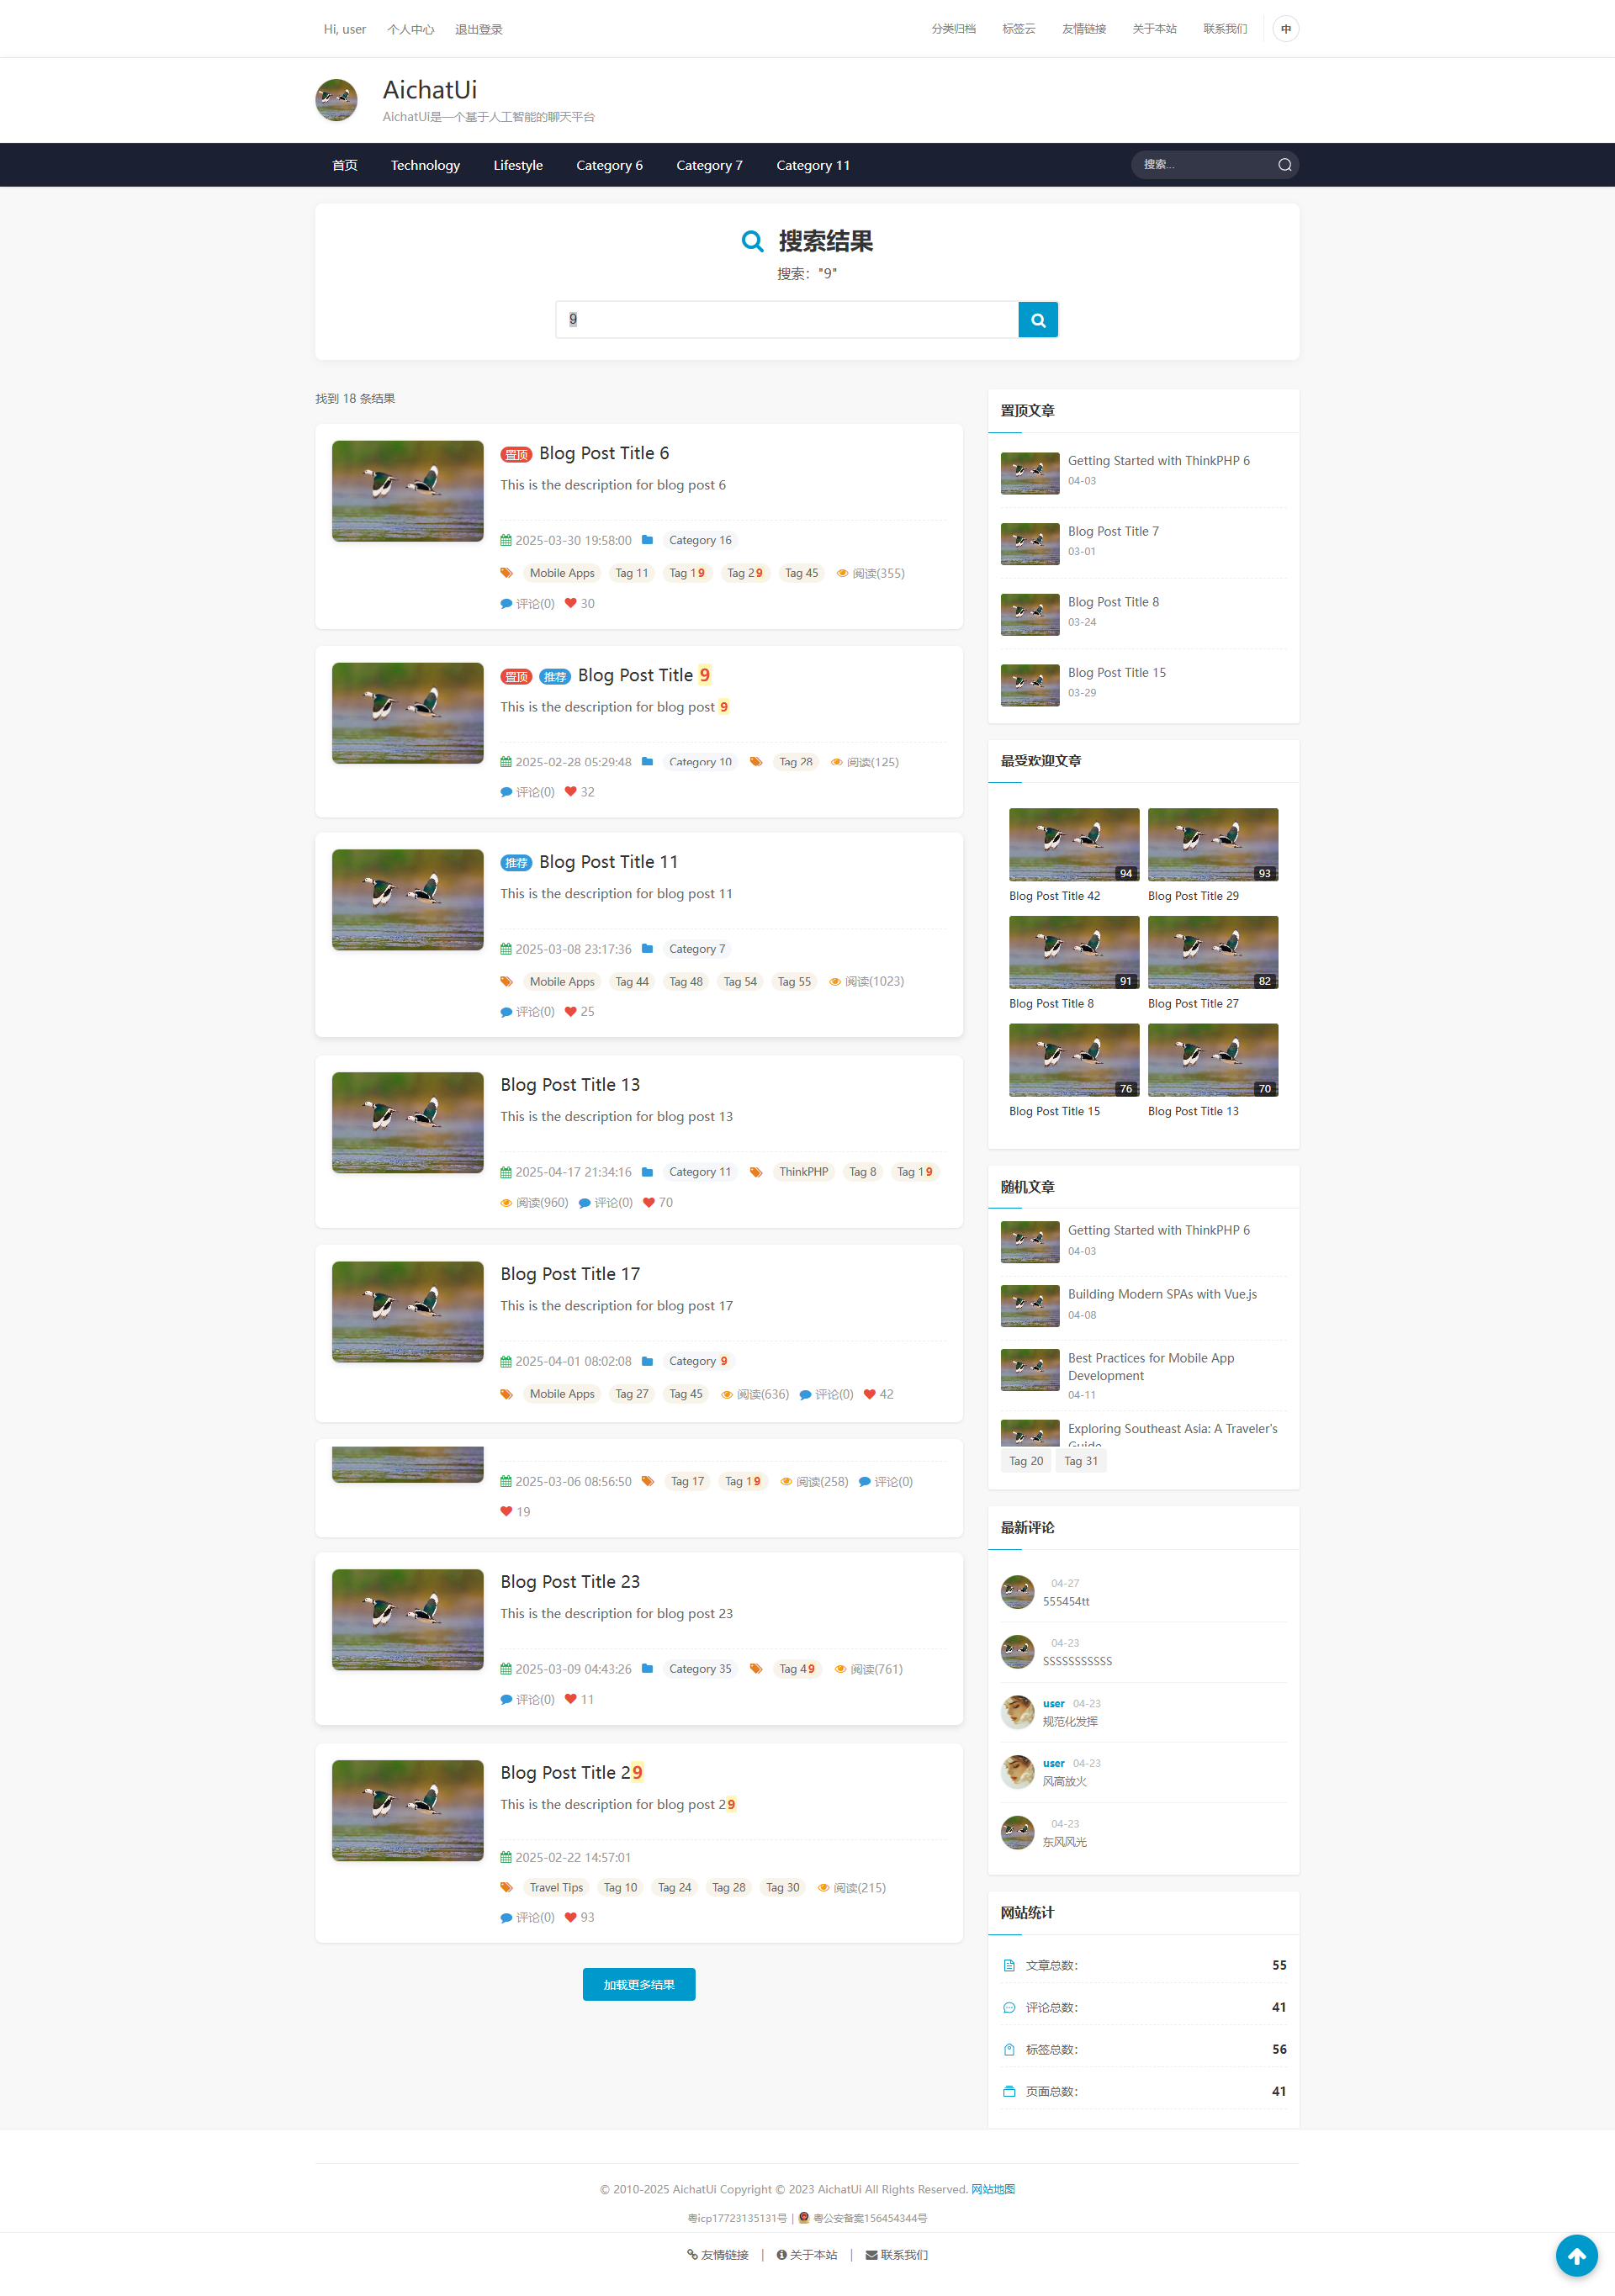 Hi, user 个人中心 退出登录 分类归档 标签云 友情链接 关于本站 联系我们 中
AichatUi
AichatUi是一个基于人工智能的聊天平台
首页 Technology Lifestyle Category 6 Category 7 Category 11 搜索...
搜索结果
搜索："9"
9
找到 18 条结果
置顶 Blog Post Title 6
This is the description for blog post 6
2025-03-30 19:58:00 Category 16
Mobile Apps Tag 11 Tag 19 Tag 29 Tag 45 阅读(355)
评论(0) 30
置顶 推荐 Blog Post Title 9
This is the description for blog post 9
2025-02-28 05:29:48 Category 10 Tag 28 阅读(125)
评论(0) 32
推荐 Blog Post Title 11
This is the description for blog post 11
2025-03-08 23:17:36 Category 7
Mobile Apps Tag 44 Tag 48 Tag 54 Tag 55 阅读(1023)
评论(0) 25
Blog Post Title 13
This is the description for blog post 13
2025-04-17 21:34:16 Category 11 ThinkPHP Tag 8 Tag 19
阅读(960) 评论(0) 70
Blog Post Title 17
This is the description for blog post 17
2025-04-01 08:02:08 Category 9
Mobile Apps Tag 27 Tag 45 阅读(636) 评论(0) 42
2025-03-06 08:56:50 Tag 17 Tag 19 阅读(258) 评论(0)
19
Blog Post Title 23
This is the description for blog post 23
2025-03-09 04:43:26 Category 35 Tag 49 阅读(761)
评论(0) 11
Blog Post Title 29
This is the description for blog post 29
2025-02-22 14:57:01
Travel Tips Tag 10 Tag 24 Tag 28 Tag 30 阅读(215)
评论(0) 93
加载更多结果
置顶文章
Getting Started with ThinkPHP 6
04-03
Blog Post Title 7
03-01
Blog Post Title 8
03-24
Blog Post Title 15
03-29
最受欢迎文章
94 93
Blog Post Title 42 Blog Post Title 29
91 82
Blog Post Title 8 Blog Post Title 27
76 70
Blog Post Title 15 Blog Post Title 13
随机文章
Getting Started with ThinkPHP 6
04-03
Building Modern SPAs with Vue.js
04-08
Best Practices for Mobile App
Development
04-11
Exploring Southeast Asia: A Traveler's
Guide
Tag 20 Tag 31
最新评论
04-27
555454tt
04-23
SSSSSSSSSSS
user 04-23
规范化发挥
user 04-23
风高放火
04-23
东风风光
网站统计
文章总数： 55
评论总数： 41
标签总数： 56
页面总数： 41
© 2010-2025 AichatUi Copyright © 2023 AichatUi All Rights Reserved. 网站地图
粤icp17723135131号 | 粤公安备案156454344号
友情链接 | 关于本站 | 联系我们